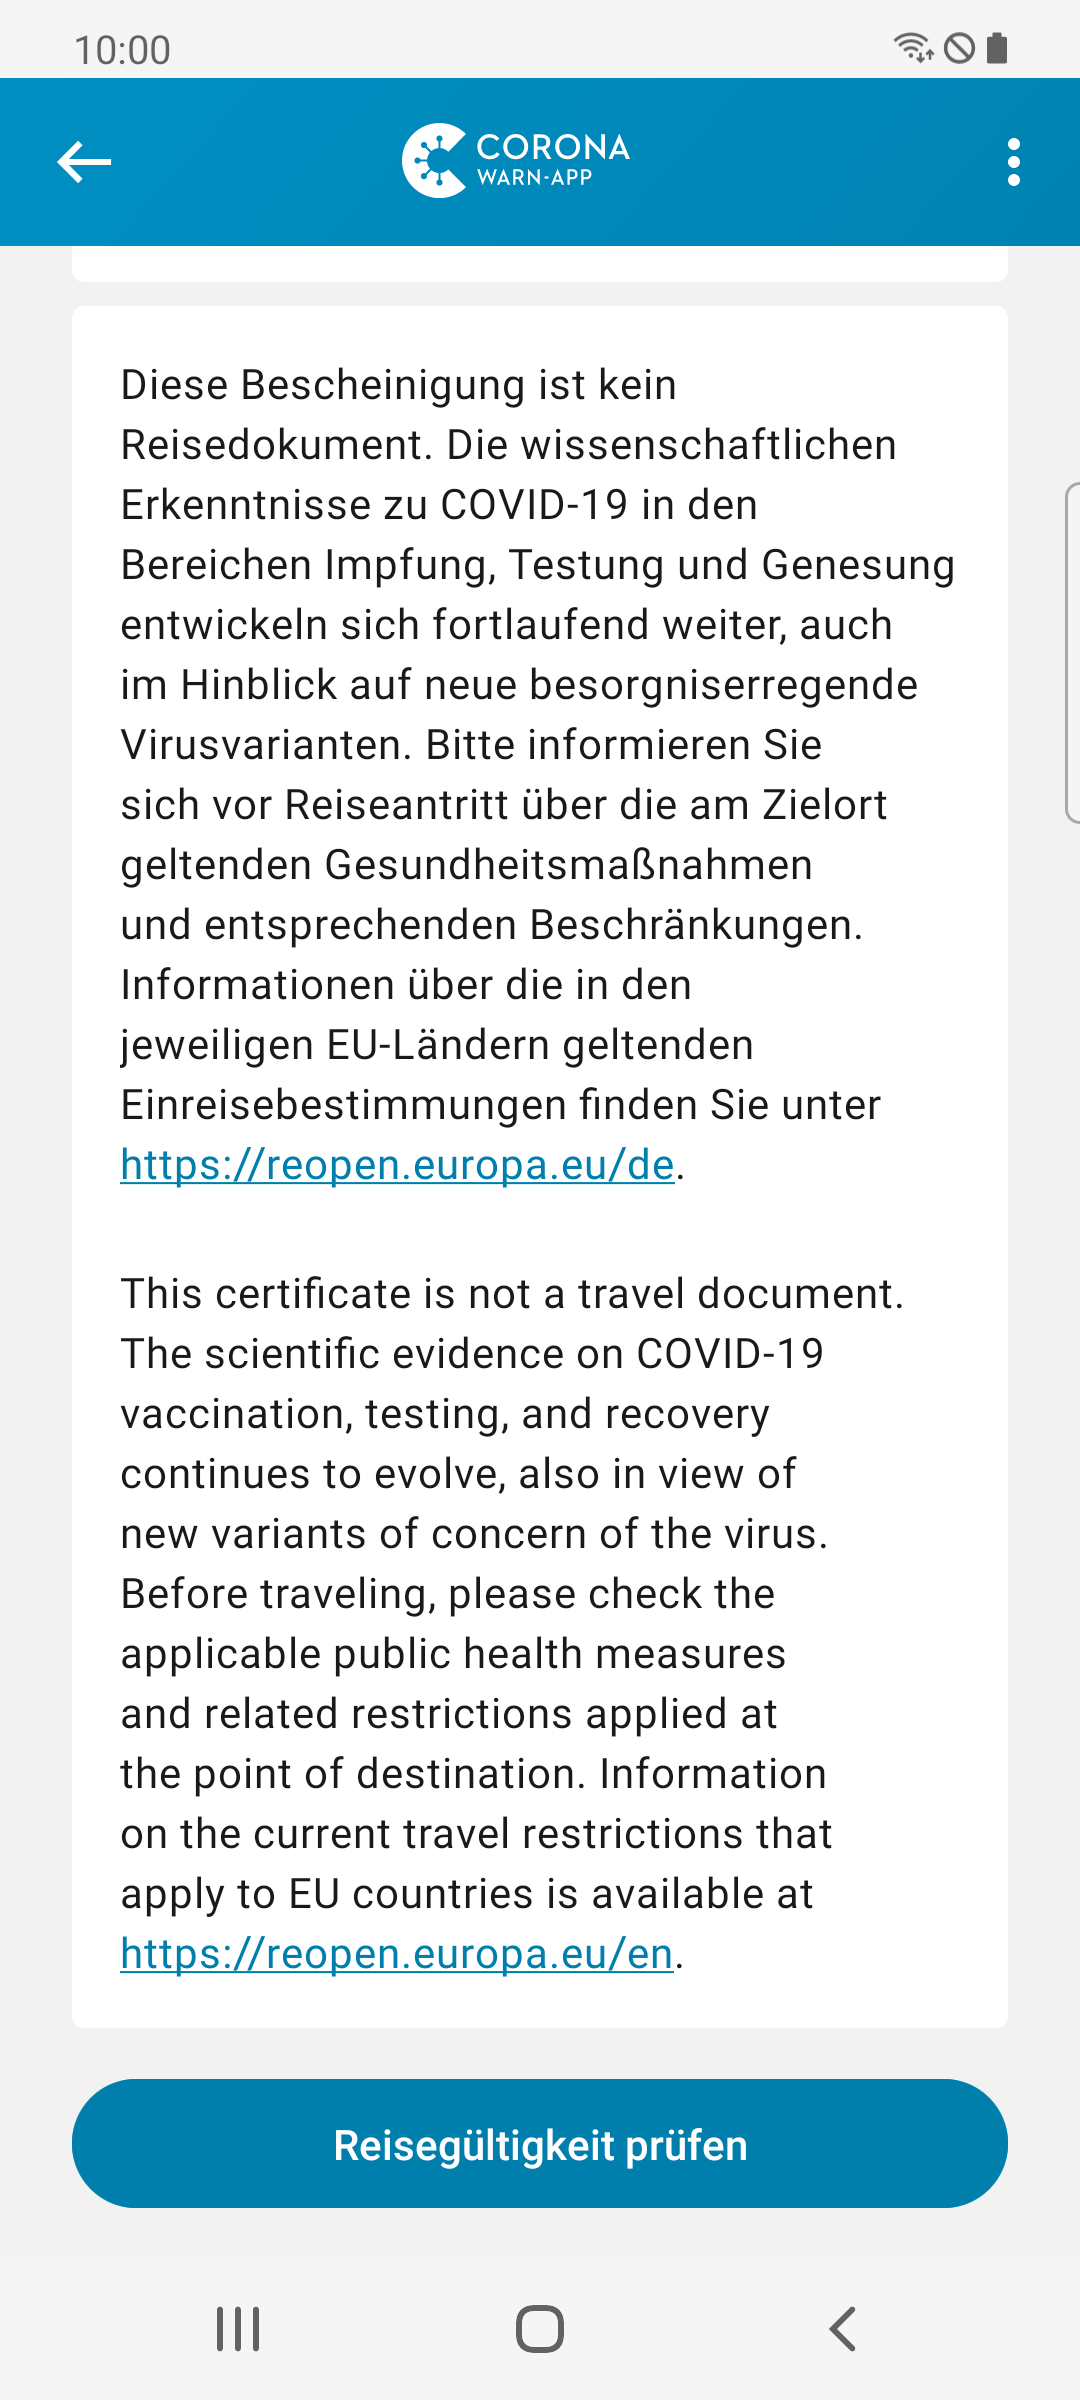 10:00
CORONA
WARN-APP
Diese Bescheinigung ist kein
Reisedokument. Die wissenschaftlichen
Erkenntnisse zu COVID-19 in den
Bereichen Impfung, Testung und Genesung
entwickeln sich fortlaufend weiter, auch
im Hinblick auf neue besorgniserregende
Virusvarianten. Bitte informieren Sie
sich vor Reiseantritt über die am Zielort
geltenden Gesundheitsmaßnahmen
und entsprechenden Beschränkungen.
Informationen über die in den
jeweiligen EU-Ländern geltenden
Einreisebestimmungen finden Sie unter
https://reopen.europa.eu/de.
This certificate is not a travel document.
The scientific evidence on COVID-19
vaccination, testing, and recovery
continues to evolve, also in view of
new variants of concern of the virus.
Before traveling, please check the
applicable public health measures
and related restrictions applied at
the point of destination. Information
on the current travel restrictions that
apply to EU countries is available at
https://reopen.europa.eu/en.
Reisegültigkeit prüfen